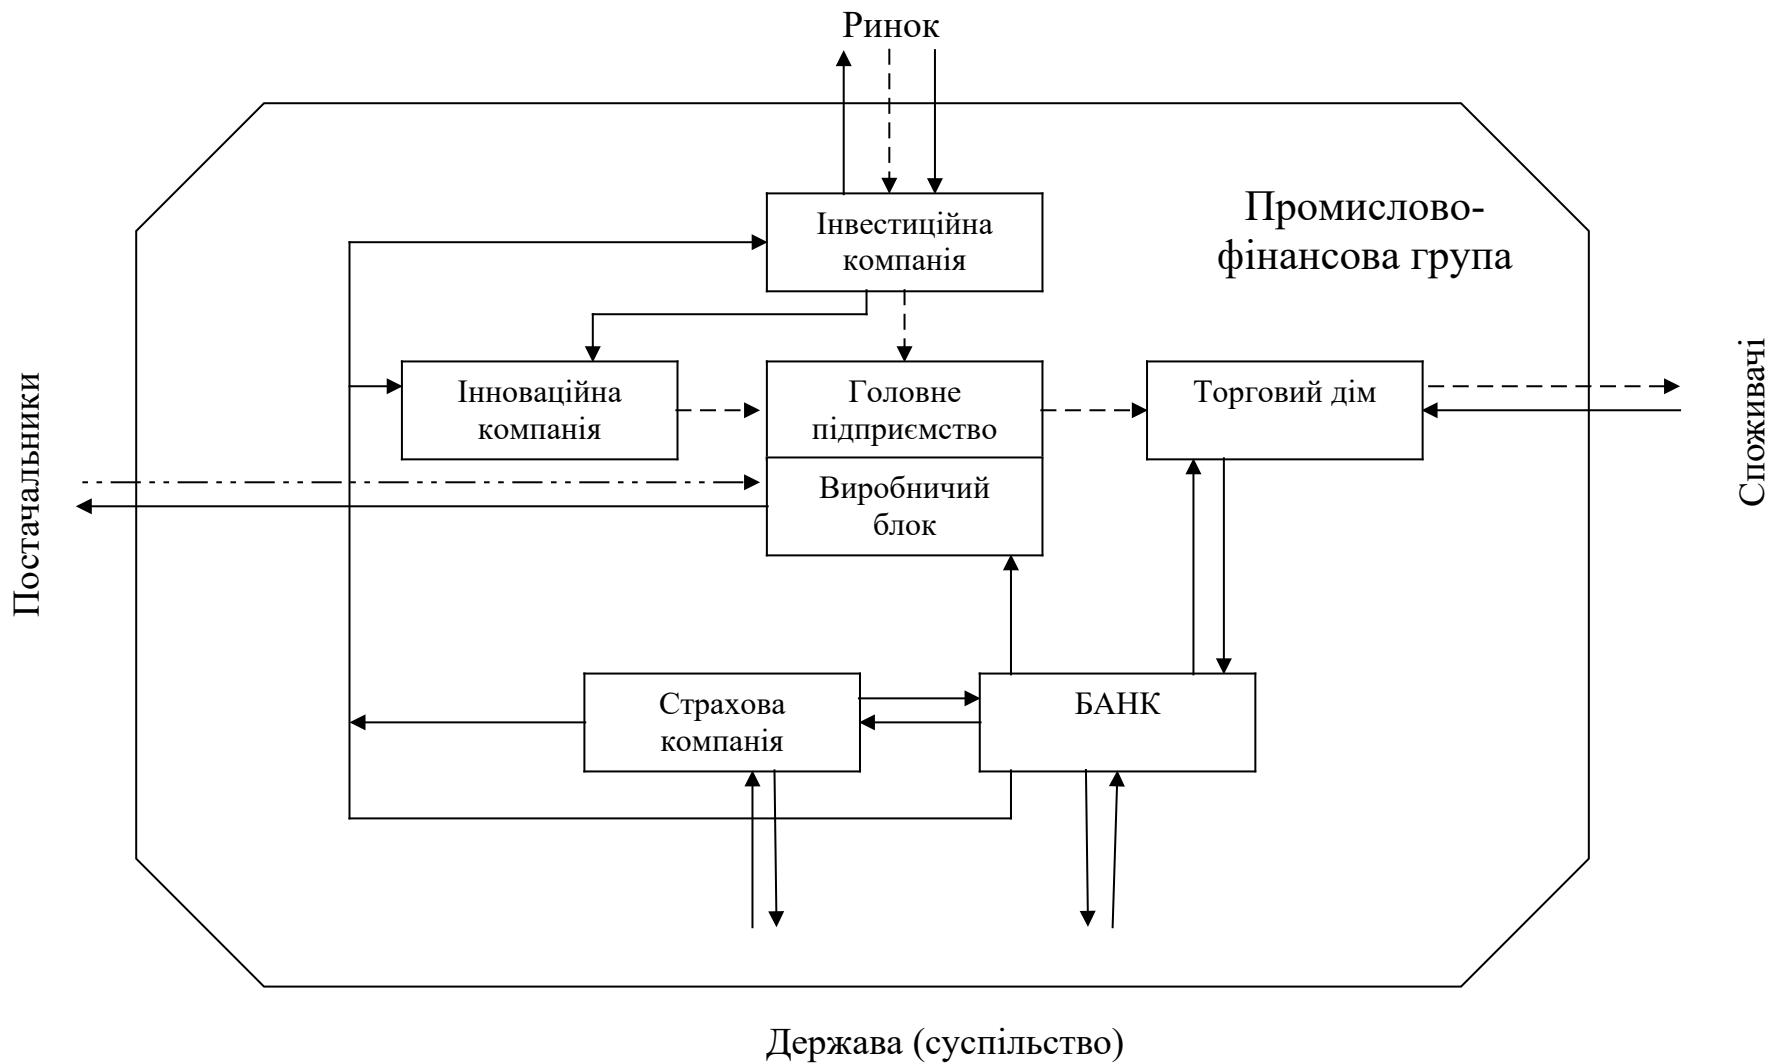 Ринок
Промислово-
фінансова група
Інвестиційна
компанія
Постачальники
Інноваційна
компанія
Головне
підприємство
Торговий дім
Споживачі
Виробничий
блок
Страхова
компанія
БАНК
Держава (суспільство)